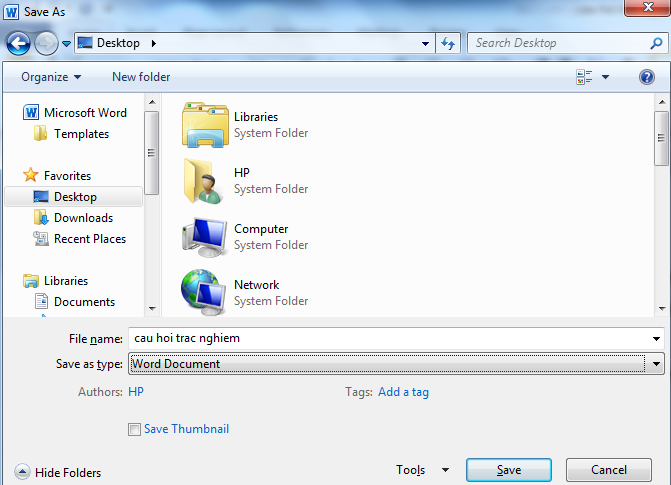 Save As
Desktop
Search Desktop
Organize
New folder
Microsoft Word
Templates
Favorites
Desktop
Downloads
Recent Places
Libraries
Documents
Libraries
System Folder
HP
System Folder
Computer
System Folder
Network
System Folder
File name: cau hoi trac nghiem
Save as type: Word Document
Authors: HP
Tags: Add a tag
Save Thumbnail
Hide Folders
Tools
Save
Cancel